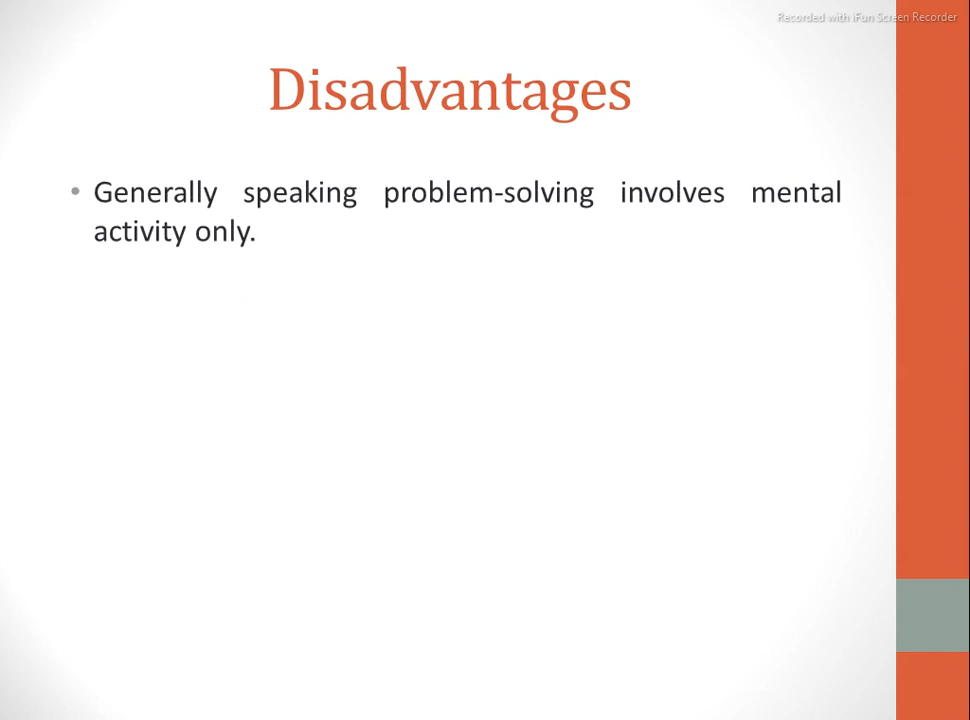 Recorded with iFun Screen Recorder
Disadvantages
• Generally speaking problem-solving involves mental
activity only.